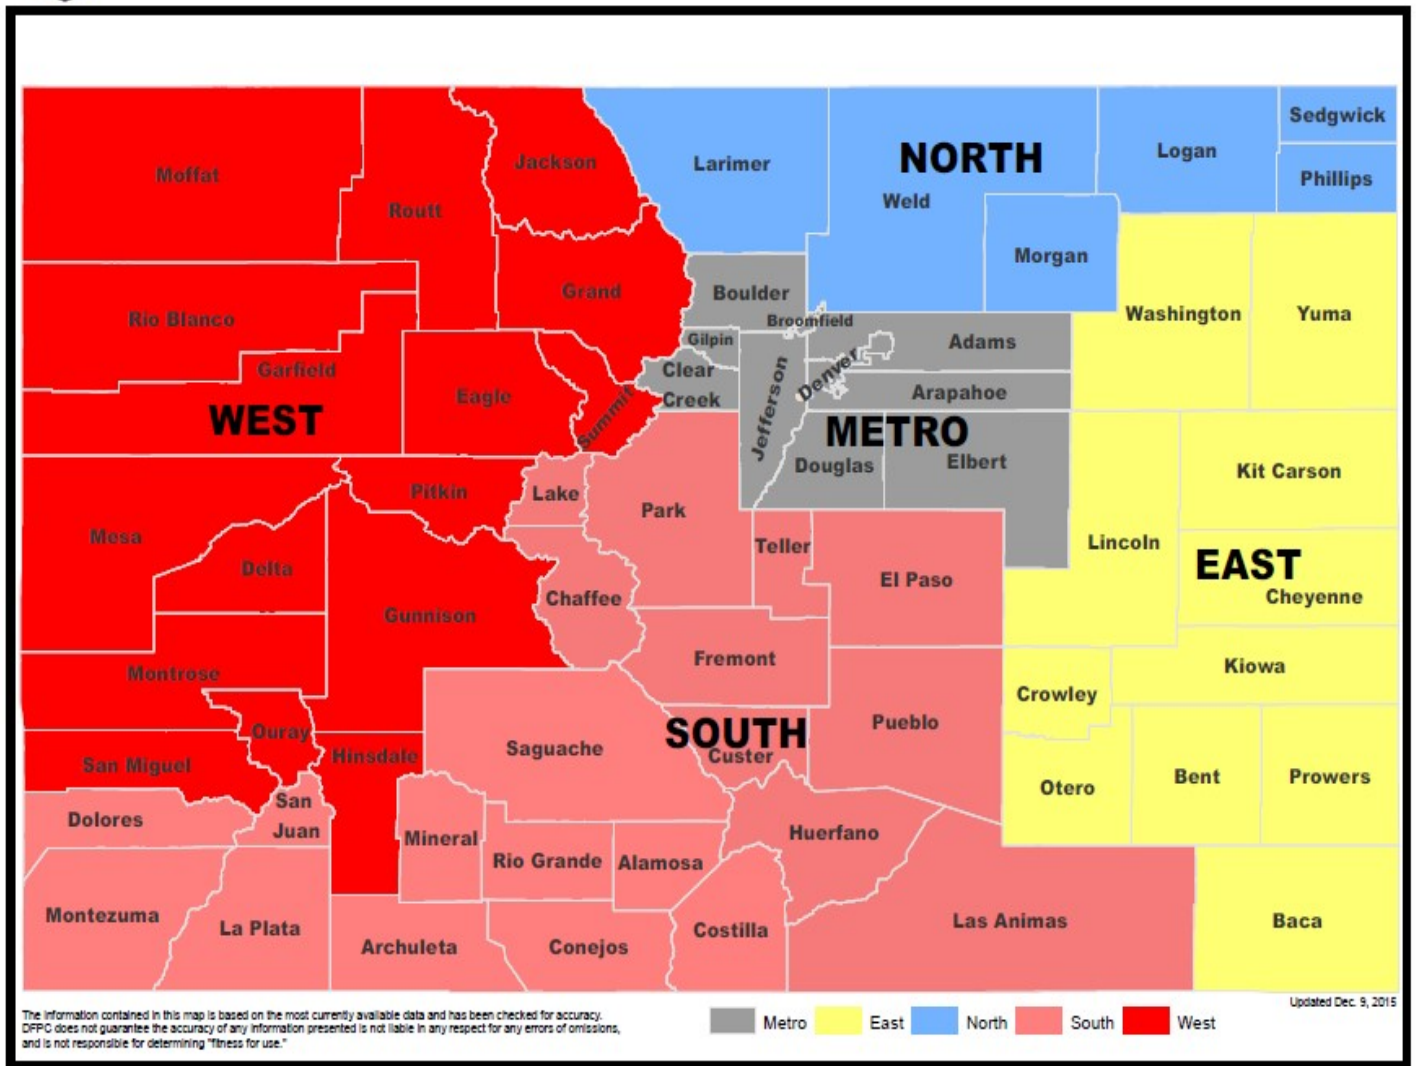 Sedgwick
Logan
Jackson
Larimer
NORTH
Moffat
Phillips
Weld
Routt
Morgan
Grand
Boulder
Washington
Yuma
Rio Blanco
Broomfield
Gilpin
Adams
Garfield
Clear
Creek
Denver
Arapahoe
Eagle
Summit
Jefferson
WEST
METRO
Douglas
Elbert
Kit Carson
Pitkin
Lake
Park
Mesa
Teller
Lincoln
Delta
El Paso
EAST
Chaffee
Cheyenne
Gunnison
Fremont
Kiowa
Montrose
Crowley
Ouray
SOUTH
Pueblo
Hinsdale
Saguache
Custer
San Miguel
Bent
Prowers
Otero
San
Juan
Dolores
Mineral
Huerfano
Rio Grande
Alamosa
Montezuma
La Plata
Costilla
Las Animas
Baca
Archuleta
Conejos
Updated Dec. 9, 2015
The information contained in this map is based on the most currently available data and has been checked for accuracy.
DFPC does not guarantee the accuracy of any information presented is not liable in any respect for any errors of omissions,
and is not responsible for determining "fitness for use."
Metro
East
North
South
West